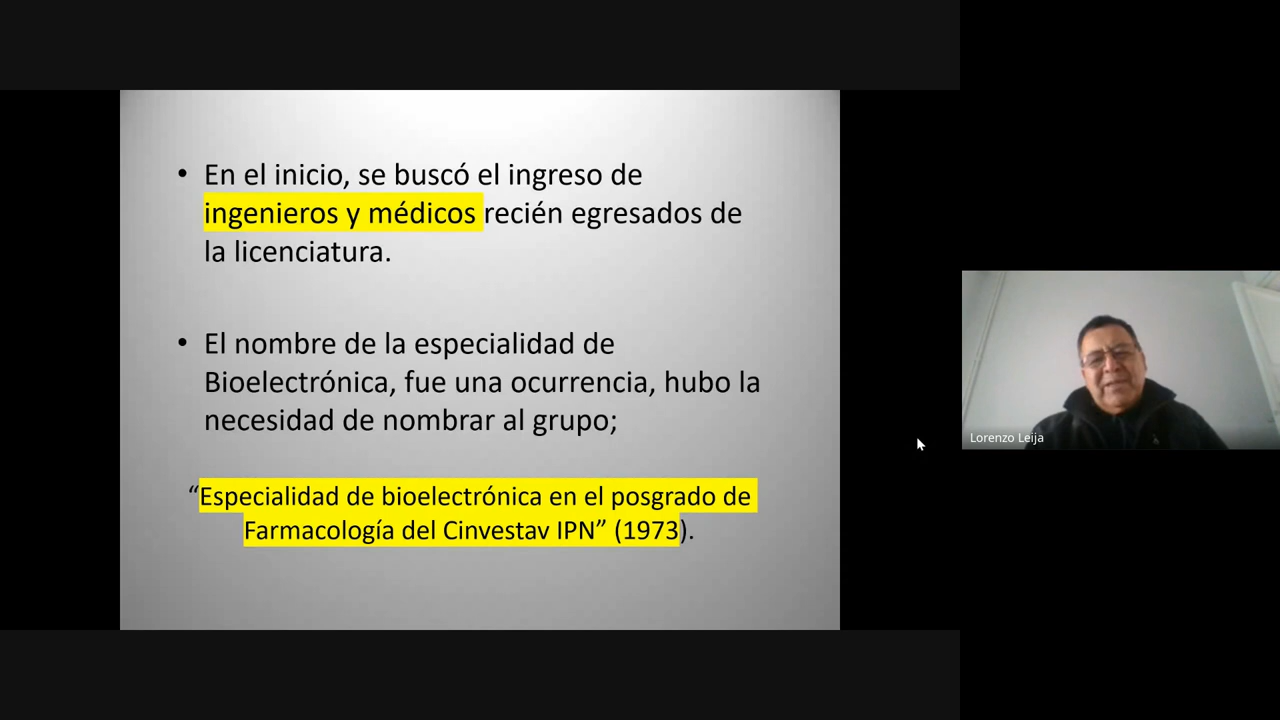 • En el inicio, se buscó el ingreso de
ingenieros y médicos recién egresados de
la licenciatura.
• El nombre de la especialidad de
Bioelectrónica, fue una ocurrencia, hubo la
necesidad de nombrar al grupo;
“Especialidad de bioelectrónica en el posgrado de
Farmacología del Cinvestav IPN” (1973).
Lorenzo Leija